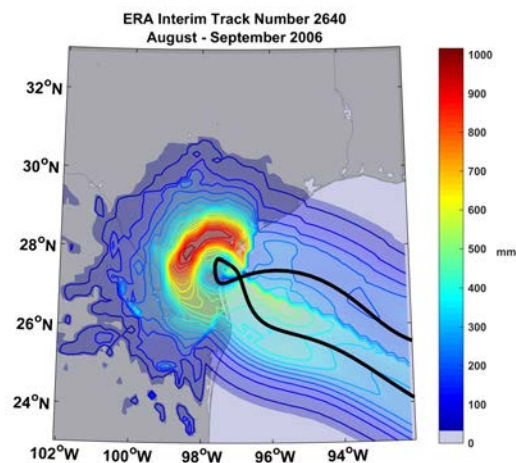 ERA Interim Track Number 2640
August - September 2006
32°N
30°N
28°N
26°N
24°N
102°W
100°W
98°W
96°W
94°W
1000
900
800
700
600
500
400
300
200
100
0
mm